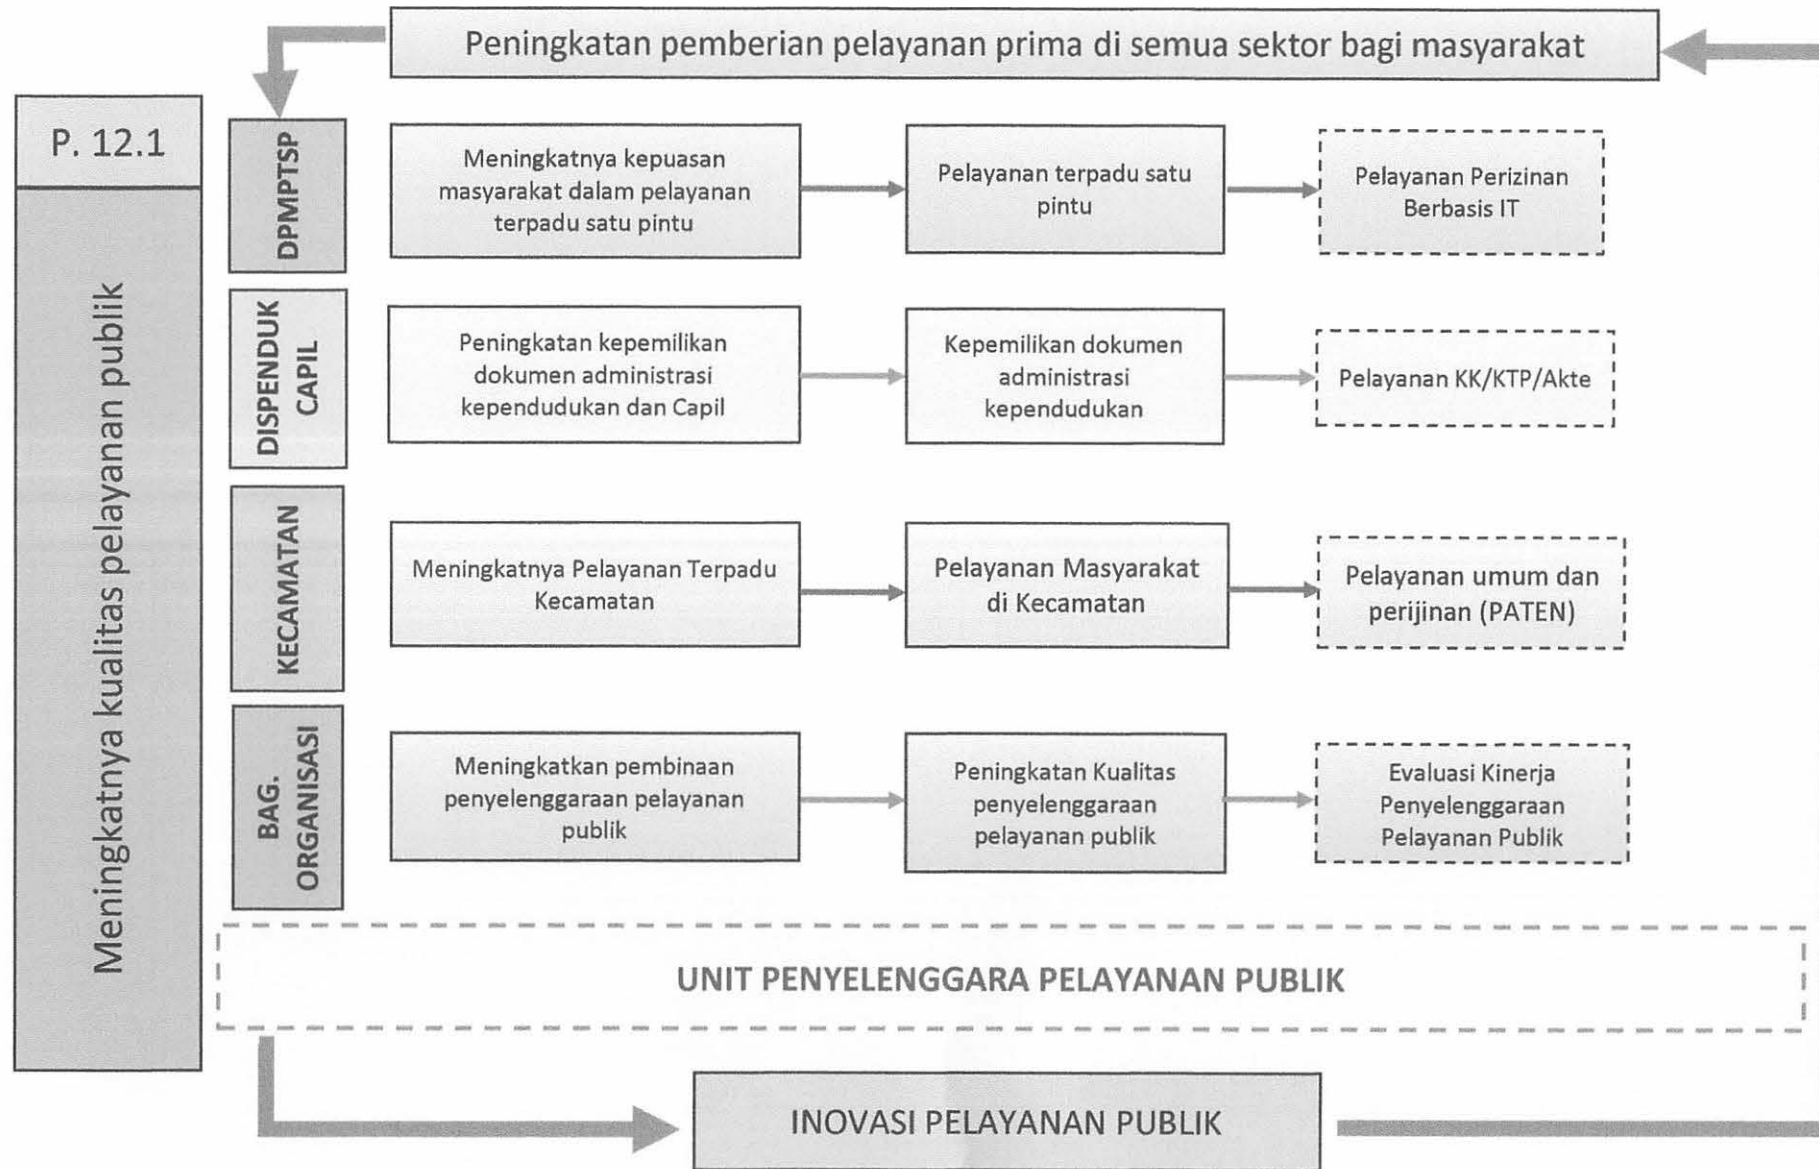 Peningkatan pemberian pelayanan prima di semua sektor bagi masyarakat
P. 12.1
Meningkatnya kualitas pelayanan publik
DPMPTSP
Meningkatnya kepuasan
masyarakat dalam pelayanan
terpadu satu pintu
Pelayanan terpadu satu
pintu
Pelayanan Perizinan
Berbasis IT
DISPENDUK
CAPIL
Peningkatan kepemilikan
dokumen administrasi
kependudukan dan Capil
Kepemilikan dokumen
administrasi
kependudukan
Pelayanan KK/KTP/Akte
KECAMATAN
Meningkatnya Pelayanan Terpadu
Kecamatan
Pelayanan Masyarakat
di Kecamatan
Pelayanan umum dan
perijinan (PATEN)
BAG.
ORGANISASI
Meningkatkan pembinaan
penyelenggaraan pelayanan
publik
Peningkatan Kualitas
penyelenggaraan
pelayanan publik
Evaluasi Kinerja
Penyelenggaraan
Pelayanan Publik
UNIT PENYELENGGARA PELAYANAN PUBLIK
INOVASI PELAYANAN PUBLIK